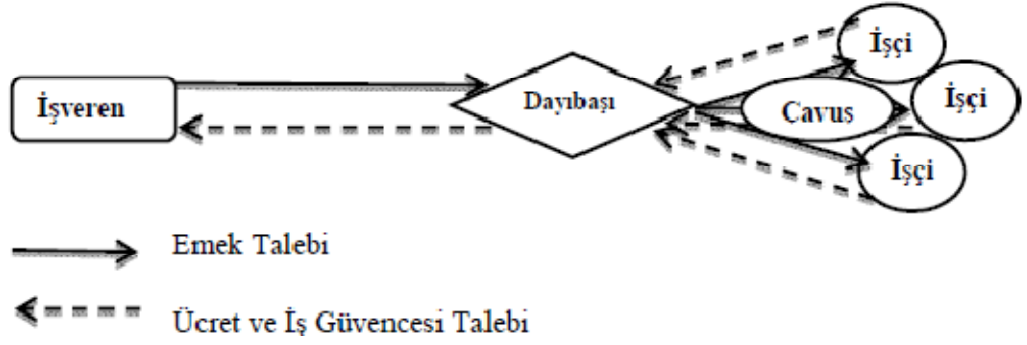 İşçi
İşveren
Dayıbaşı
Cavus
İşçi
İşçi
Emek Talebi
Ücret ve İş Güvencesi Talebi